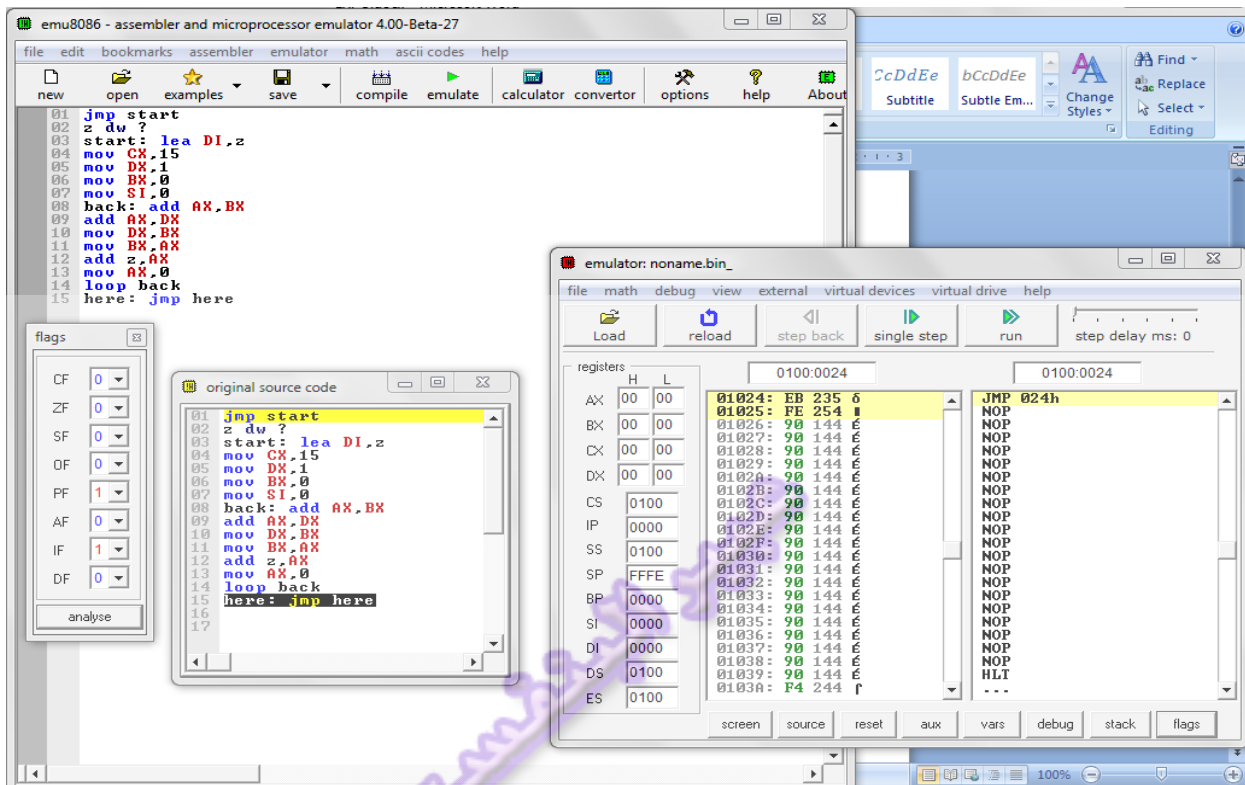 emu8086 - assembler and microprocessor emulator 4.00-Beta-27
file edit bookmarks assembler emulator math ascii codes help
new open examples save compile emulate calculator convertor options help About
01 jmp start
02 z dw ?
03 start: lea DI,z
04 mov CX,15
05 mov DX,1
06 mov BX,0
07 mov SI,0
08 back: add AX,BX
09 add AX,DX
10 mov DX,BX
11 mov BX,AX
12 add z,AX
13 mov AX,0
14 loop back
15 here: jmp here
CcDdEe bCcDdEe
Subtitle Subtle Em...
Change Styles
Find
Replace
Select
Editing
1 3
flags
CF 0
ZF 0
SF 0
OF 0
PF 1
AF 0
IF 1
DF 0
analyse
original source code
01 jmp start
02 z dw ?
03 start: lea DI,z
04 mov CX,15
05 mov DX,1
06 mov BX,0
07 mov SI,0
08 back: add AX,BX
09 add AX,DX
10 mov DX,BX
11 mov BX,AX
12 add z,AX
13 mov AX,0
14 loop back
15 here: jmp here
16
17
emulator: noname.bin_
file math debug view external virtual devices virtual drive help
Load reload step back single step run step delay ms: 0
registers
H L
AX 00 00
BX 00 00
CX 00 00
DX 00 00
CS 0100
IP 0000
SS 0100
SP FFFE
BP 0000
SI 0000
DI 0000
DS 0100
ES 0100
0100:0024 0100:0024
01024: EB 235 δ JMP 024h
01025: FE 254 ■ NOP
01026: 90 144 É NOP
01027: 90 144 É NOP
01028: 90 144 É NOP
01029: 90 144 É NOP
0102A: 90 144 É NOP
0102B: 90 144 É NOP
0102C: 90 144 É NOP
0102D: 90 144 É NOP
0102E: 90 144 É NOP
0102F: 90 144 É NOP
01030: 90 144 É NOP
01031: 90 144 É NOP
01032: 90 144 É NOP
01033: 90 144 É NOP
01034: 90 144 É NOP
01035: 90 144 É NOP
01036: 90 144 É NOP
01037: 90 144 É NOP
01038: 90 144 É NOP
01039: 90 144 É HLT
0103A: F4 244 ⌠ ...
screen source reset aux vars debug stack flags
100%